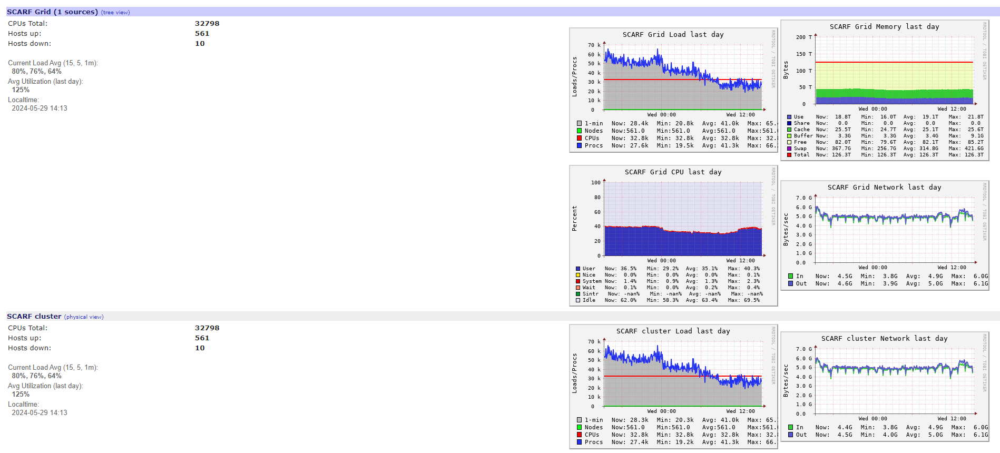 SCARF Grid (1 sources) (tree view)
CPUs Total: 32798
Hosts up: 561
Hosts down: 10
Current Load Avg (15, 5, 1m):
80%, 76%, 64%
Avg Utilization (last day):
125%
Localtime:
2024-05-29 14:13
SCARF Grid Load last day
RRDTOOL / TOBI OETIKER
Loads/Procs
70 k
60 k
50 k
40 k
30 k
20 k
10 k
0
Wed 00:00 Wed 12:00
1-min Now: 28.4k Min: 20.8k Avg: 41.0k Max: 65.
Nodes Now:561.0 Min:561.0 Avg:561.0 Max:561.
CPUs Now: 32.8k Min: 32.8k Avg: 32.8k Max: 32.
Procs Now: 27.6k Min: 19.5k Avg: 41.3k Max: 66.
SCARF Grid Memory last day
RRDTOOL / TOBI OETIKER
Bytes
200 T
150 T
100 T
50 T
0
Wed 00:00 Wed 12:00
Use Now: 18.8T Min: 16.0T Avg: 19.1T Max: 21.8T
Share Now: 0.0 Min: 0.0 Avg: 0.0 Max: 0.0
Cache Now: 25.5T Min: 24.7T Avg: 25.1T Max: 25.6T
Buffer Now: 3.3G Min: 3.3G Avg: 3.4G Max: 9.1G
Free Now: 82.0T Min: 79.6T Avg: 82.1T Max: 85.2T
Swap Now: 367.7G Min: 256.7G Avg: 314.8G Max: 421.6G
Total Now: 126.3T Min: 126.3T Avg: 126.3T Max: 126.3T
SCARF Grid CPU last day
RRDTOOL / TOBI OETIKER
Percent
100
80
60
40
20
0
Wed 00:00 Wed 12:00
User Now: 36.5% Min: 29.2% Avg: 35.1% Max: 40.3%
Nice Now: 0.0% Min: 0.0% Avg: 0.0% Max: 0.1%
System Now: 1.4% Min: 0.9% Avg: 1.3% Max: 2.3%
Wait Now: 0.1% Min: 0.0% Avg: 0.2% Max: 0.4%
Sintr Now: -nan% Min: -nan% Avg: -nan% Max: -nan%
Idle Now: 62.0% Min: 58.3% Avg: 63.4% Max: 69.5%
SCARF Grid Network last day
RRDTOOL / TOBI OETIKER
Bytes/sec
7.0 G
6.0 G
5.0 G
4.0 G
3.0 G
2.0 G
1.0 G
0.0
Wed 00:00 Wed 12:00
In Now: 4.5G Min: 3.8G Avg: 4.9G Max: 6.0G
Out Now: 4.6G Min: 3.9G Avg: 5.0G Max: 6.1G
SCARF cluster (physical view)
CPUs Total: 32798
Hosts up: 561
Hosts down: 10
Current Load Avg (15, 5, 1m):
80%, 76%, 64%
Avg Utilization (last day):
125%
Localtime:
2024-05-29 14:13
SCARF cluster Load last day
RRDTOOL / TOBI OETIKER
Loads/Procs
70 k
60 k
50 k
40 k
30 k
20 k
10 k
0
Wed 00:00 Wed 12:00
1-min Now: 28.3k Min: 20.3k Avg: 41.0k Max: 65.
Nodes Now:561.0 Min:561.0 Avg:561.0 Max:561.
CPUs Now: 32.8k Min: 32.8k Avg: 32.8k Max: 32.
Procs Now: 27.4k Min: 19.2k Avg: 41.3k Max: 66.
SCARF cluster Network last day
RRDTOOL / TOBI OETIKER
Bytes/sec
7.0 G
6.0 G
5.0 G
4.0 G
3.0 G
2.0 G
1.0 G
0.0
Wed 00:00 Wed 12:00
In Now: 4.4G Min: 3.8G Avg: 4.9G Max: 6.0G
Out Now: 4.5G Min: 4.0G Avg: 5.0G Max: 6.1G